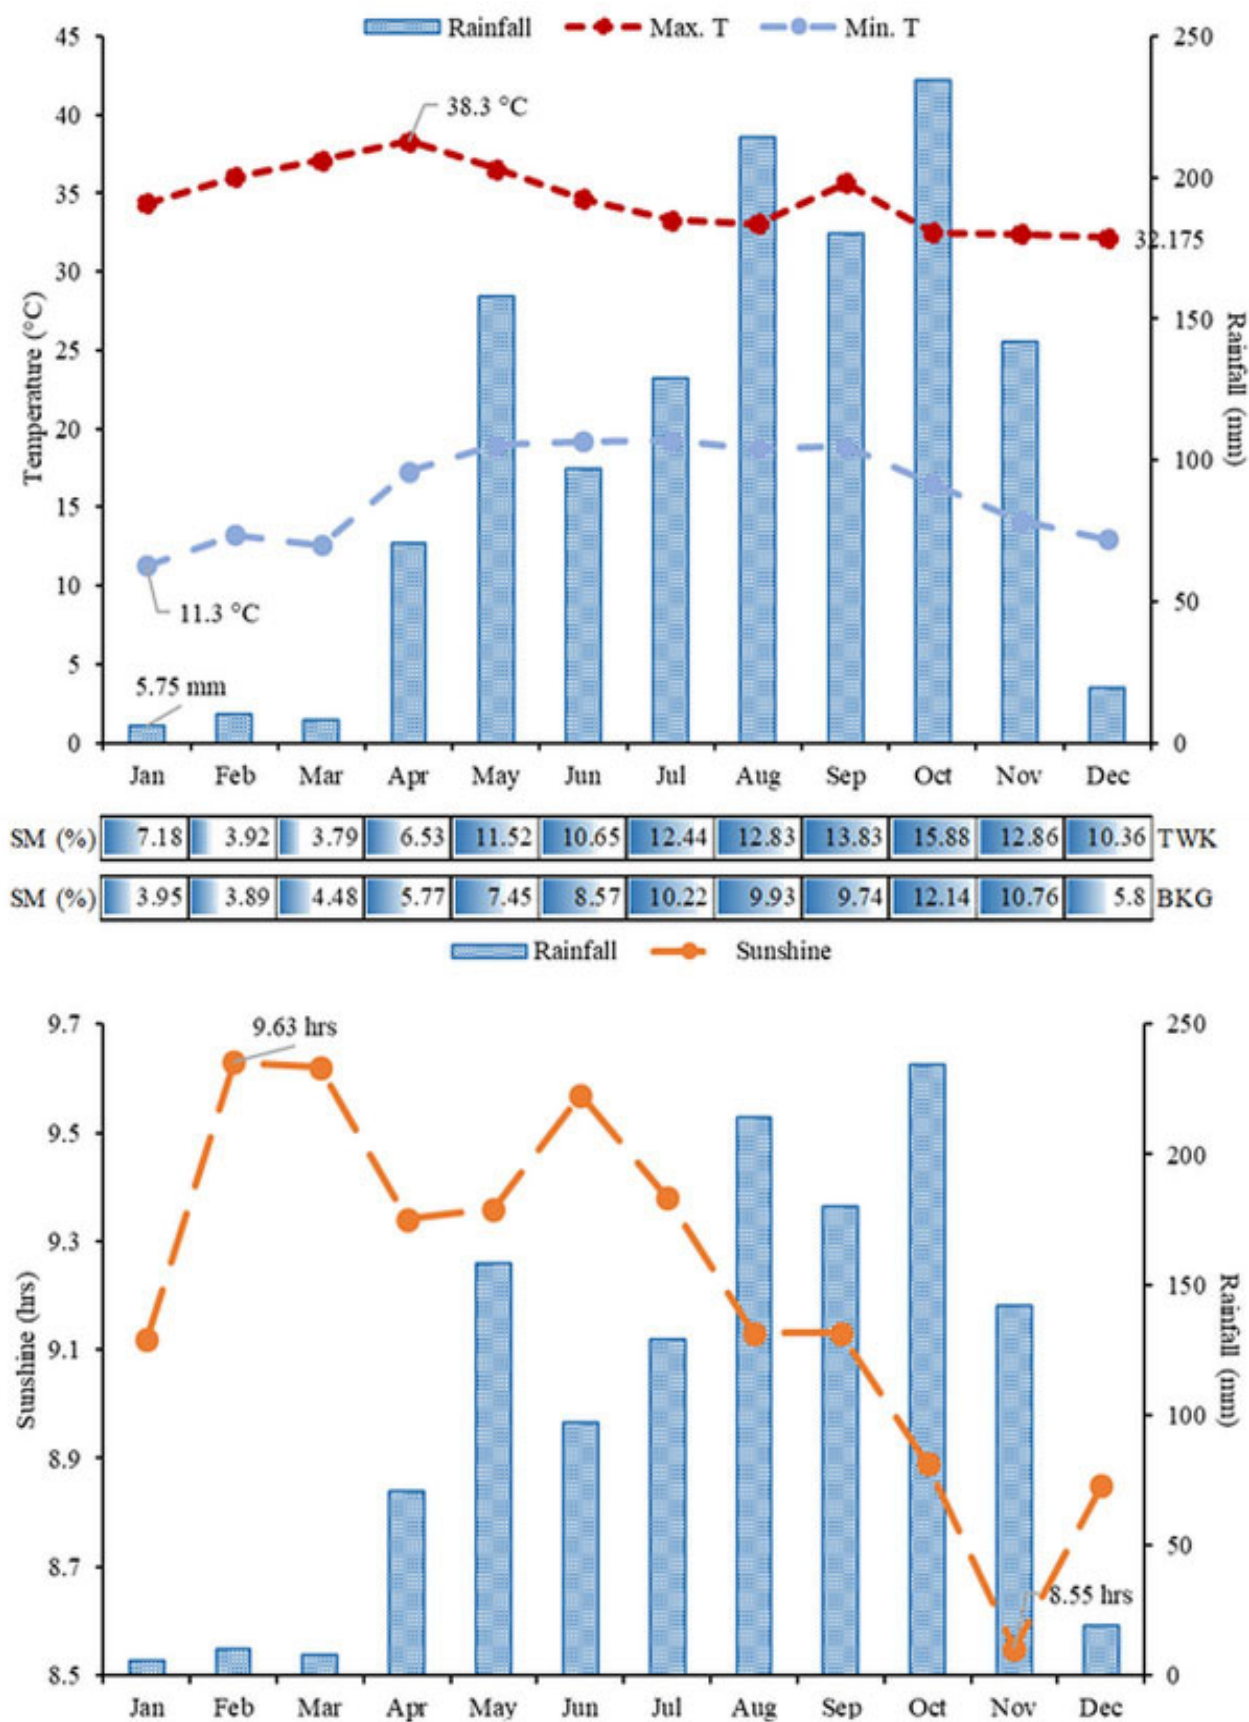 Rainfall Max. T Min. T
45 250
38.3 °C
40
35 200
32.175
30
25 150
Temperature (°C) Rainfall (mm)
20 100
15
10 50
11.3 °C
5
5.75 mm
0 0
Jan Feb Mar Apr May Jun Jul Aug Sep Oct Nov Dec
SM (%) 7.18 3.92 3.79 6.53 11.52 10.65 12.44 12.83 13.83 15.88 12.86 10.36 TWK
SM (%) 3.95 3.89 4.48 5.77 7.45 8.57 10.22 9.93 9.74 12.14 10.76 5.8 BKG
Rainfall Sunshine
9.7 250
9.63 hrs
9.5 200
9.3
150
Sunshine (hrs) Rainfall (mm)
9.1
100
8.9
8.7 50
8.55 hrs
8.5 0
Jan Feb Mar Apr May Jun Jul Aug Sep Oct Nov Dec